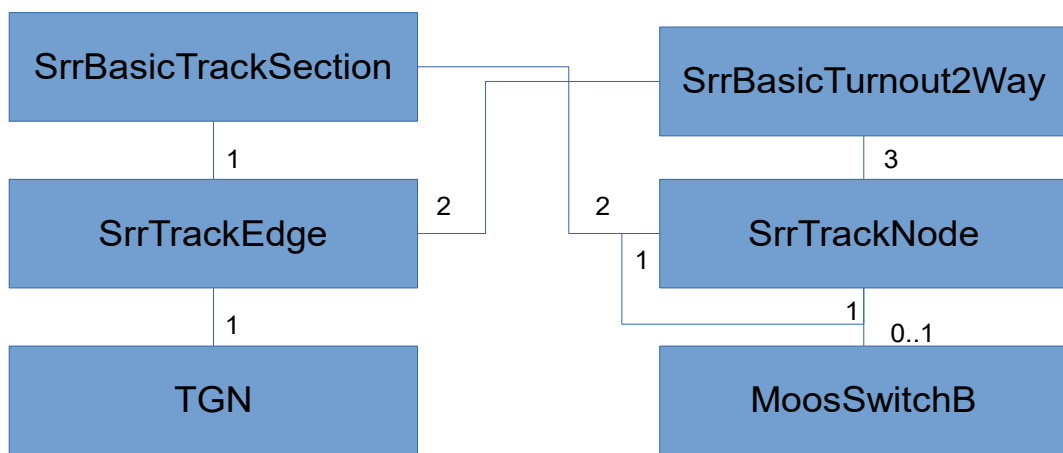 SrrBasicTrackSection
SrrBasicTurnout2Way
1
3
SrrTrackEdge
2
2
SrrTrackNode
1
1
1
0..1
TGN
MoosSwitchB